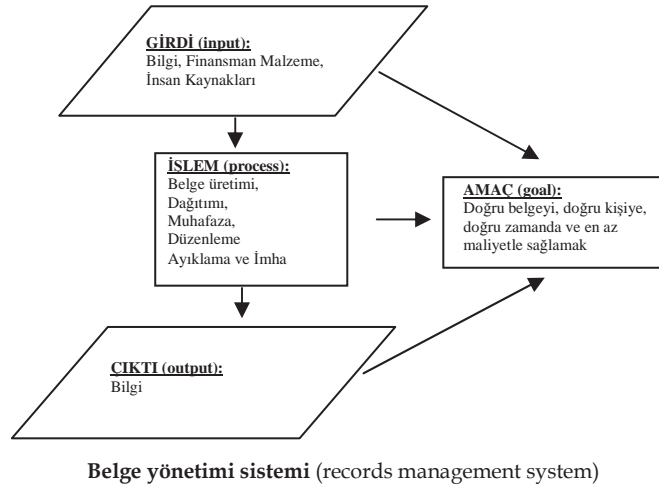 GİRDİ (input):
Bilgi, Finansman Malzeme,
İnsan Kaynakları
İŞLEM (process):
Belge üretimi,
Dağıtımı,
Muhafaza,
Düzenleme
Ayıklama ve İmha
AMAÇ (goal):
Doğru belgeyi, doğru kişiye,
doğru zamanda ve en az
maliyetle sağlamak
ÇIKTI (output):
Bilgi
Belge yönetimi sistemi (records management system)